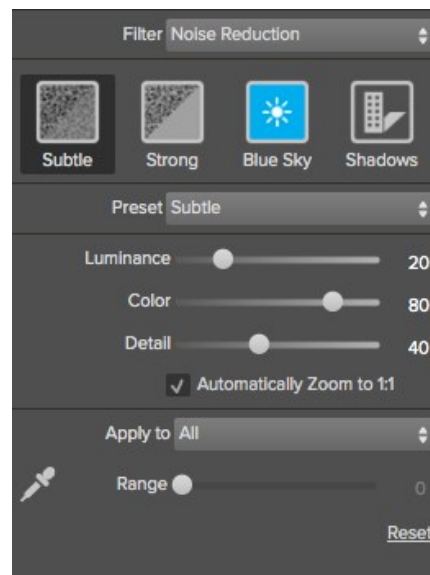 Filter Noise Reduction
Subtle Strong Blue Sky Shadows
Preset Subtle
Luminance 20
Color 80
Detail 40
Automatically Zoom to 1:1
Apply to All
Range 0
Reset